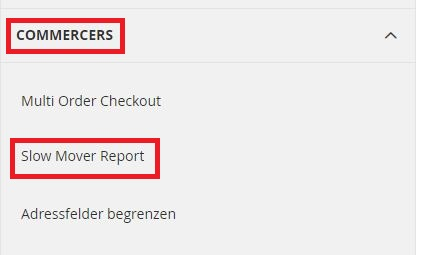 COMMERCERS
Multi Order Checkout
Slow Mover Report
Adressfelder begrenzen